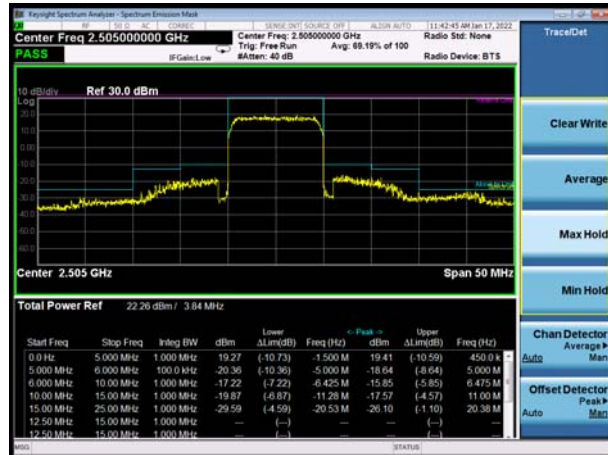 Keysight Spectrum Analyzer - Spectrum Emission Mask
RF 50 Ω AC CORREC SENSE:INT SOURCE OFF ALIGN AUTO 11:42:45 AM Jan 17, 2022
Center Freq 2.505000000 GHz
Center Freq: 2.505000000 GHz
Radio Std: None
Trig: Free Run Avg: 69.19% of 100
PASS
IFGain:Low
#Atten: 40 dB
Radio Device: BTS
Trace/Det
10 dB/div Ref 30.0 dBm
Log
20.0
10.0
0.00
Clear Write
Average
Max Hold
Min Hold
Center 2.505 GHz
Span 50 MHz
Total Power Ref 22.26 dBm / 3.84 MHz
Lower <- Peak -> Upper
Start Freq Stop Freq Integ BW dBm ΔLim(dB) Freq (Hz) dBm ΔLim(dB) Freq (Hz)
0.0 Hz 5.000 MHz 1.000 MHz 19.27 (-10.73) -1.500 M 19.41 (-10.59) 450.0 k
5.000 MHz 6.000 MHz 100.0 kHz -20.36 (-10.36) -5.000 M -18.64 (-8.64) 5.000 M
6.000 MHz 10.00 MHz 1.000 MHz -17.22 (-7.22) -6.425 M -15.85 (-5.85) 6.475 M
10.00 MHz 15.00 MHz 1.000 MHz -19.87 (-6.87) -11.28 M -17.57 (-4.57) 11.00 M
15.00 MHz 25.00 MHz 1.000 MHz -29.59 (-4.59) -20.53 M -26.10 (-1.10) 20.38 M
12.50 MHz 15.00 MHz 1.000 MHz --- (---) --- (---) ---
12.50 MHz 15.00 MHz 1.000 MHz --- (---) --- (---) ---
Chan Detector
Average
Auto Man
Offset Detector
Peak
Auto Man
MSG STATUS